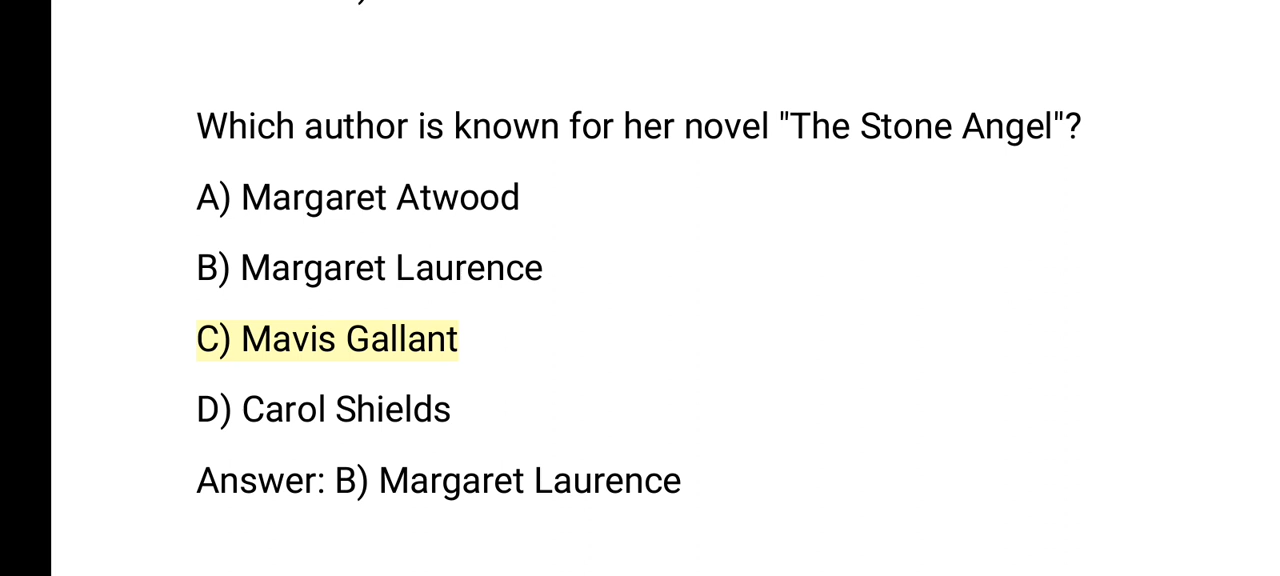 Which author is known for her novel "The Stone Angel"?
A) Margaret Atwood
B) Margaret Laurence
C) Mavis Gallant
D) Carol Shields
Answer: B) Margaret Laurence